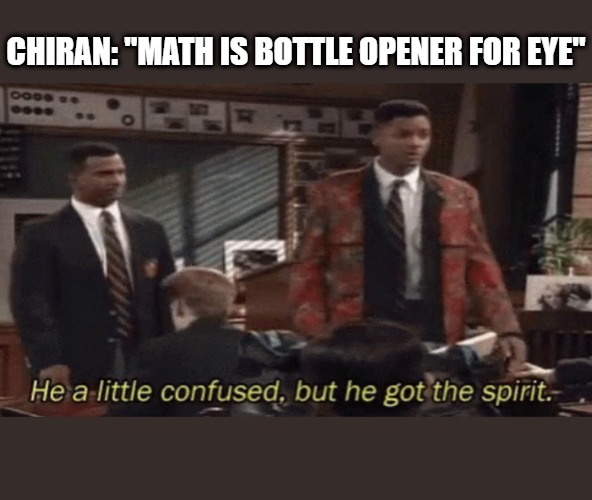 CHIRAN: "MATH IS BOTTLE OPENER FOR EYE"
He a little confused, but he got the spirit.